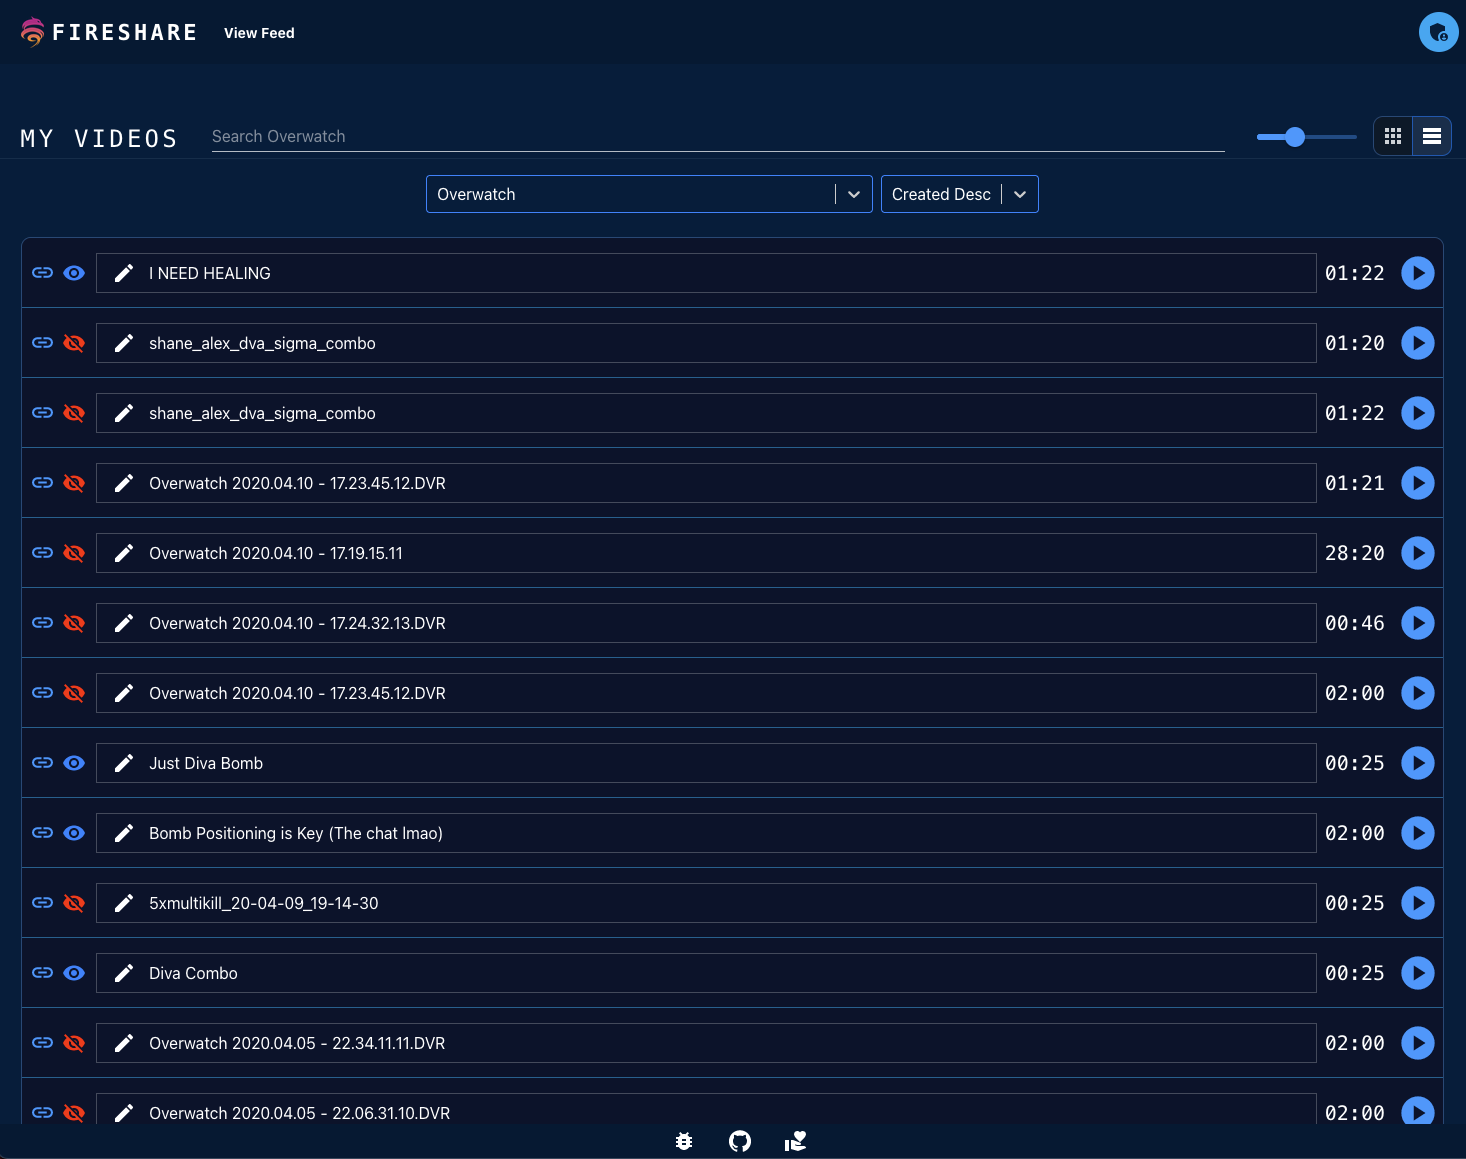 FIRESHARE View Feed
MY VIDEOS Search Overwatch
Overwatch Created Desc
I NEED HEALING 01:22
shane_alex_dva_sigma_combo 01:20
shane_alex_dva_sigma_combo 01:22
Overwatch 2020.04.10 - 17.23.45.12.DVR 01:21
Overwatch 2020.04.10 - 17.19.15.11 28:20
Overwatch 2020.04.10 - 17.24.32.13.DVR 00:46
Overwatch 2020.04.10 - 17.23.45.12.DVR 02:00
Just Diva Bomb 00:25
Bomb Positioning is Key (The chat lmao) 02:00
5xmultikill_20-04-09_19-14-30 00:25
Diva Combo 00:25
Overwatch 2020.04.05 - 22.34.11.11.DVR 02:00
Overwatch 2020.04.05 - 22.06.31.10.DVR 02:00